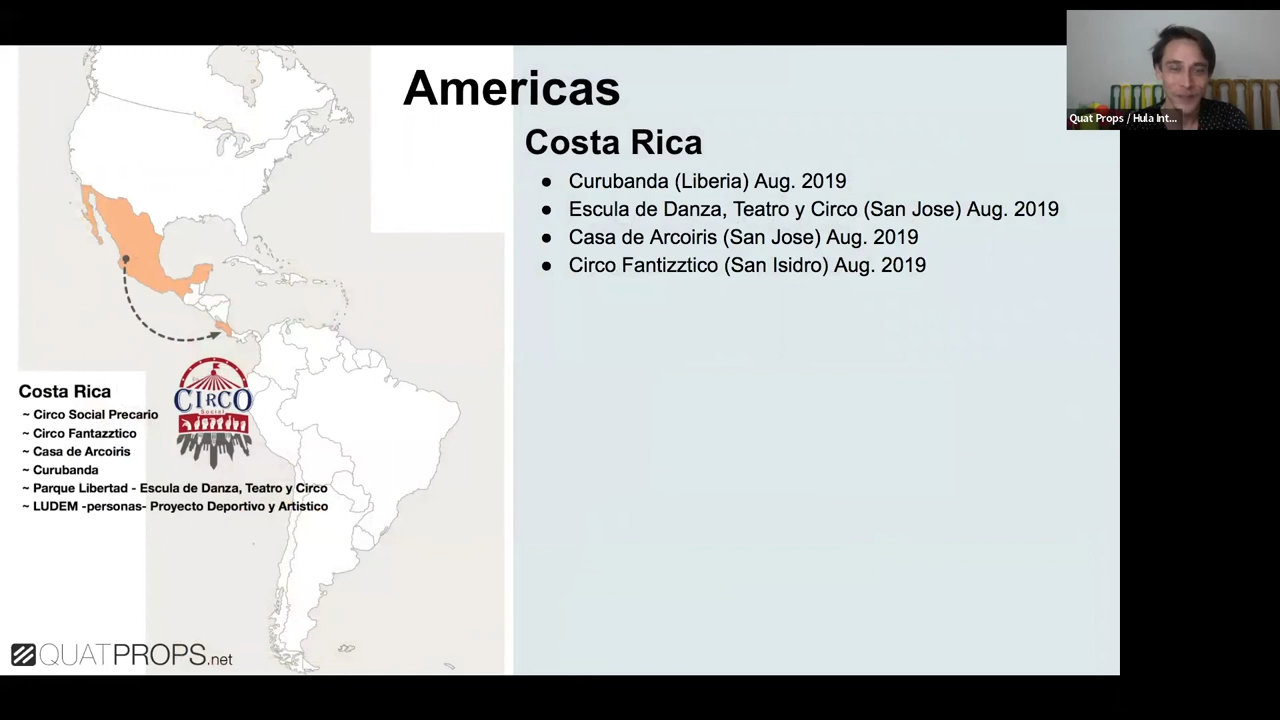 Americas
Costa Rica
● Curubanda (Liberia) Aug. 2019
● Escula de Danza, Teatro y Circo (San Jose) Aug. 2019
● Casa de Arcoiris (San Jose) Aug. 2019
● Circo Fantizztico (San Isidro) Aug. 2019
Quat Props / Hula Int...
CIRCO
Social
Costa Rica
~ Circo Social Precario
~ Circo Fantazztico
~ Casa de Arcoiris
~ Curubanda
~ Parque Libertad - Escula de Danza, Teatro y Circo
~ LUDEM -personas- Proyecto Deportivo y Artistico
QUATPROPS.net